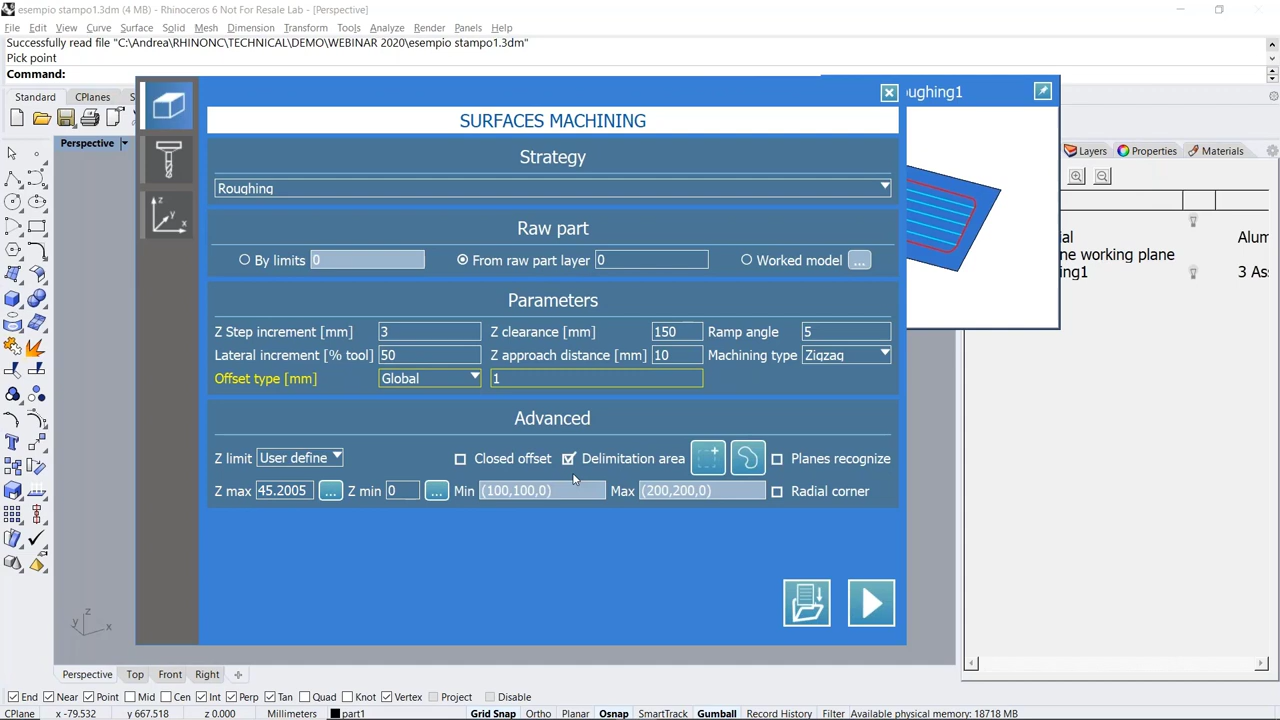 esempio stampo1.3dm (4 MB) - Rhinoceros 6 Not For Resale Lab - [Perspective]
File Edit View Curve Surface Solid Mesh Dimension Transform Tools Analyze Render Panels Help
Successfully read file "C:\Andrea\RHINONC\TECHNICAL\DEMO\WEBINAR 2020\esempio stampo1.3dm"
Pick point
Command:
Standard CPlanes S
oughing1
SURFACES MACHINING
Perspective
Layers Properties Materials
Strategy
Roughing
Raw part
By limits 0 From raw part layer 0 Worked model ...
ial Alum
ne working plane
ng1 3 Ass
Parameters
Z Step increment [mm] 3 Z clearance [mm] 150 Ramp angle 5
Lateral increment [% tool] 50 Z approach distance [mm] 10 Machining type Zigzag
Offset type [mm] Global 1
Advanced
Z limit User define Closed offset Delimitation area Planes recognize
Z max 45.2005 ... Z min 0 ... Min (100,100,0) Max (200,200,0) Radial corner
z
y
x
z
y x
Perspective Top Front Right
End Near Point Mid Cen Int Perp Tan Quad Knot Vertex Project Disable
CPlane x -79.532 y 667.518 z 0.000 Millimeters part1 Grid Snap Ortho Planar Osnap SmartTrack Gumball Record History Filter Available physical memory: 18718 MB